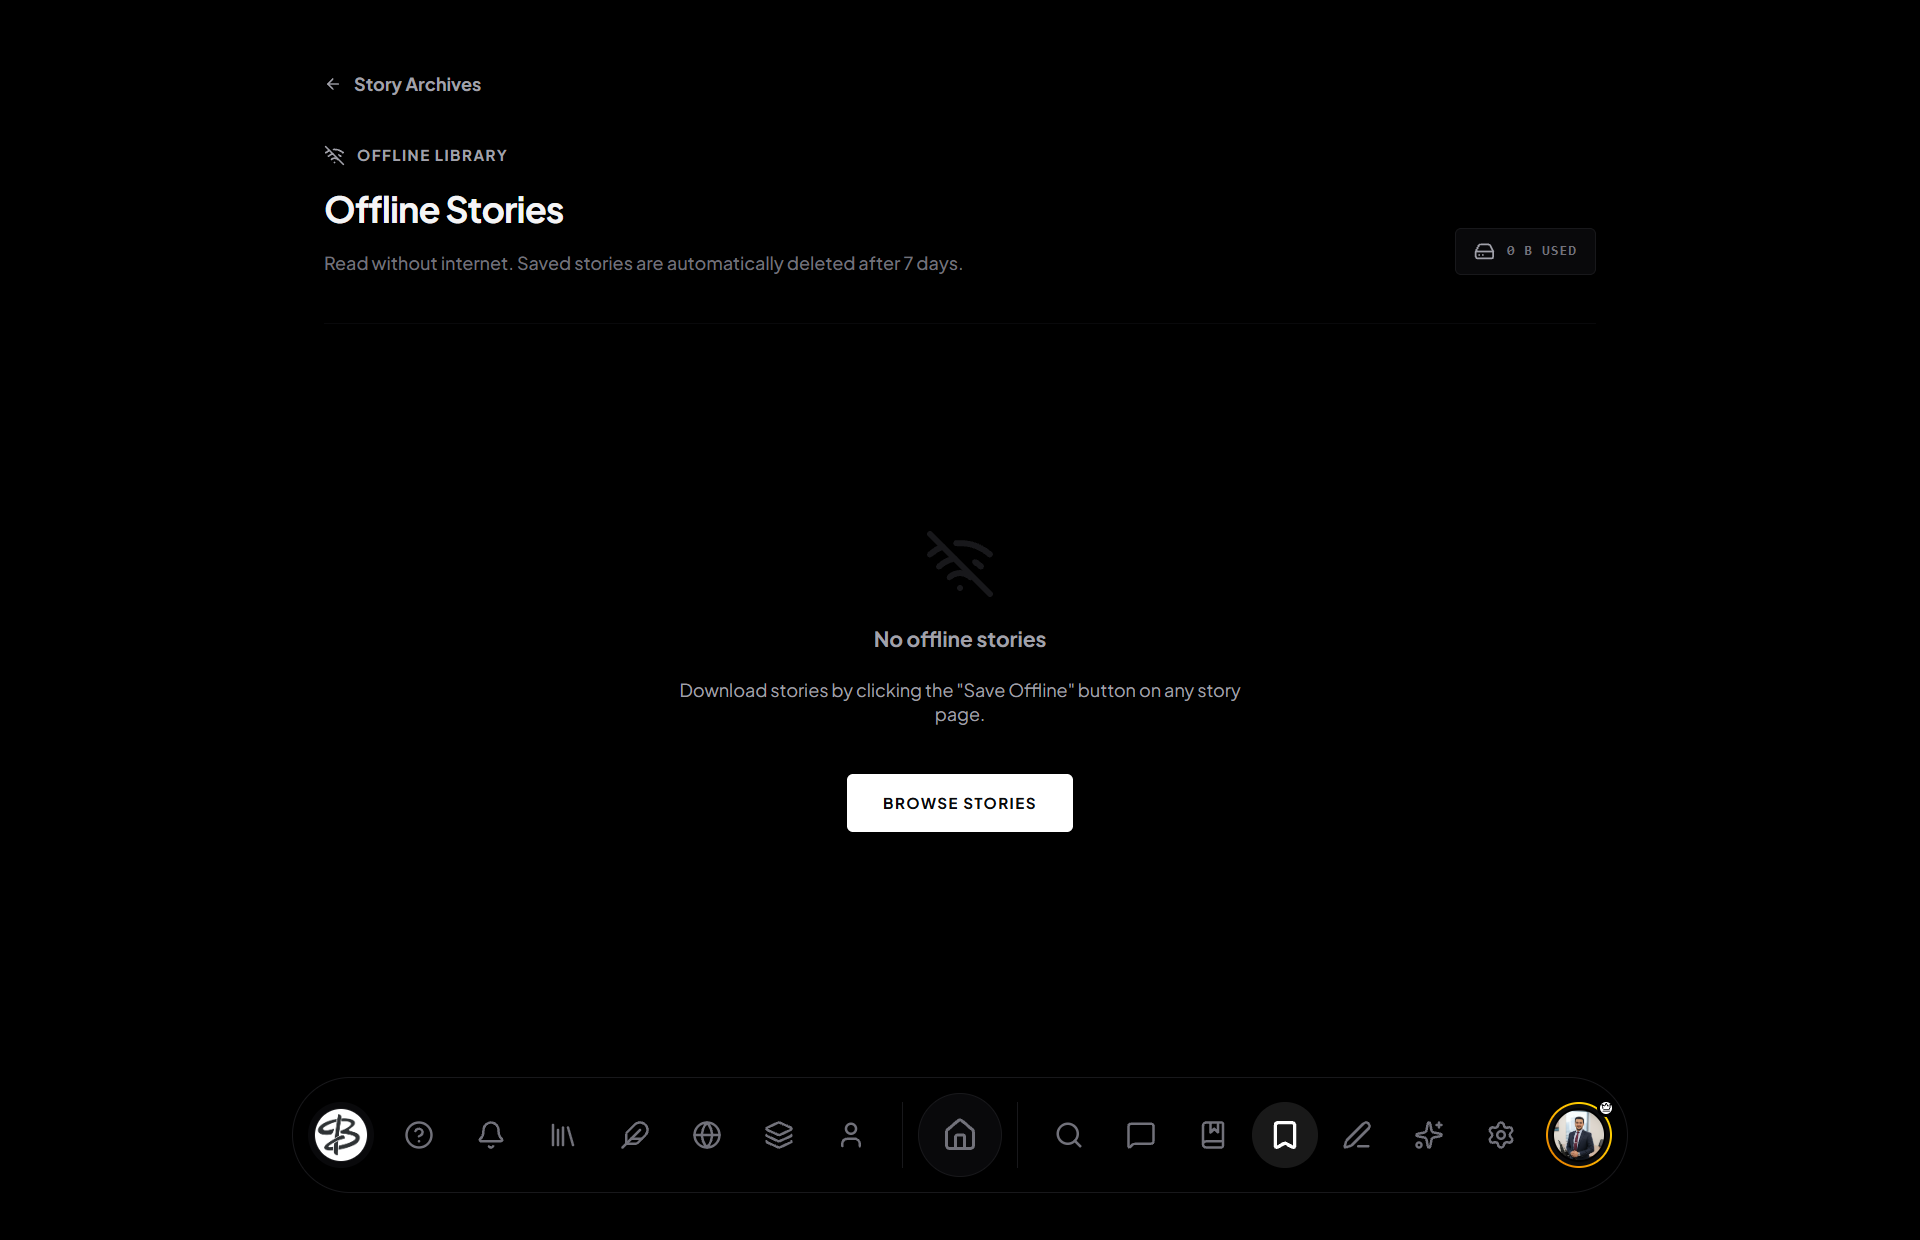 Story Archives
OFFLINE LIBRARY
Offline Stories
Read without internet. Saved stories are automatically deleted after 7 days.
0 B USED
No offline stories
Download stories by clicking the "Save Offline" button on any story
page.
BROWSE STORIES